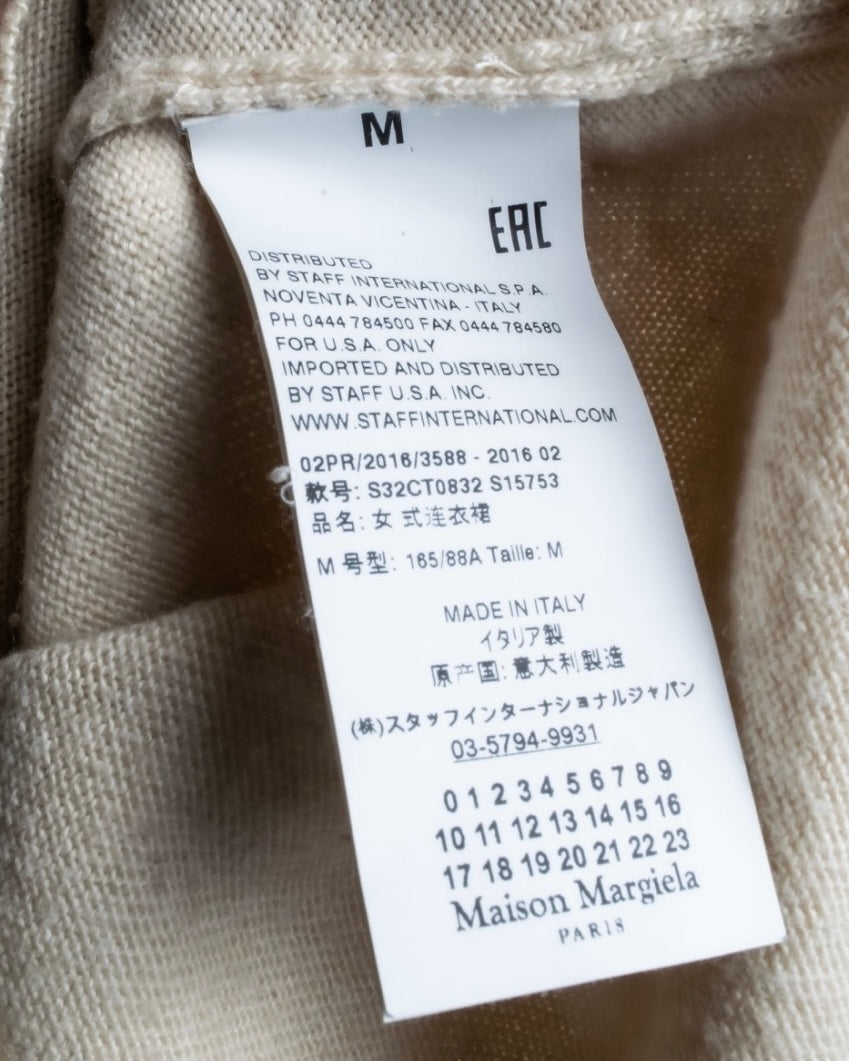 M
EAC
DISTRIBUTED
BY STAFF INTERNATIONAL S.P.A.
NOVENTA VICENTINA - ITALY
PH 0444 784500 FAX 0444 784580
FOR U.S.A. ONLY
IMPORTED AND DISTRIBUTED
BY STAFF U.S.A. INC.
WWW.STAFFINTERNATIONAL.COM
02PR/2016/3588 - 2016 02
款号: S32CT0832 S15753
品名: 女式连衣裙
M 号型: 165/88A Taille: M
MADE IN ITALY
イタリア製
原产国: 意大利製造
(株)スタッフインターナショナルジャパン
03-5794-9931
0 1 2 3 4 5 6 7 8 9
10 11 12 13 14 15 16
17 18 19 20 21 22 23
Maison Margiela
PARIS